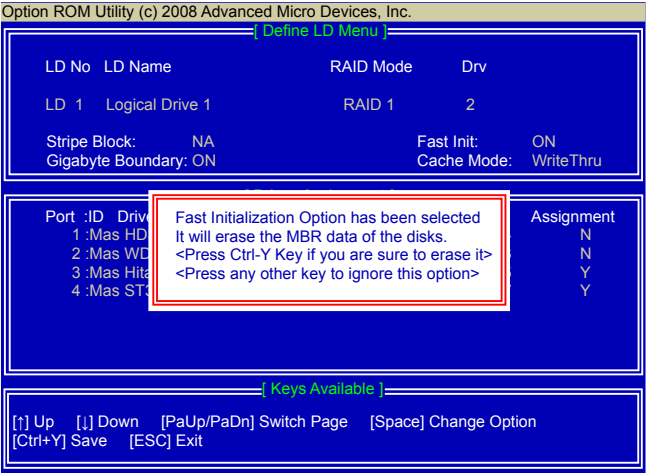 Option ROM Utility (c) 2008 Advanced Micro Devices, Inc.
[ Define LD Menu ]
LD No LD Name RAID Mode Drv
LD 1 Logical Drive 1 RAID 1 2
Stripe Block: NA Fast Init: ON
Gigabyte Boundary: ON Cache Mode: WriteThru
Port :ID Drive Assignment
1 :Mas HD N
2 :Mas WD N
3 :Mas Hita Y
4 :Mas ST3 Y
Fast Initialization Option has been selected
It will erase the MBR data of the disks.
<Press Ctrl-Y Key if you are sure to erase it>
<Press any other key to ignore this option>
[ Keys Available ]
[↑] Up [↓] Down [PaUp/PaDn] Switch Page [Space] Change Option
[Ctrl+Y] Save [ESC] Exit